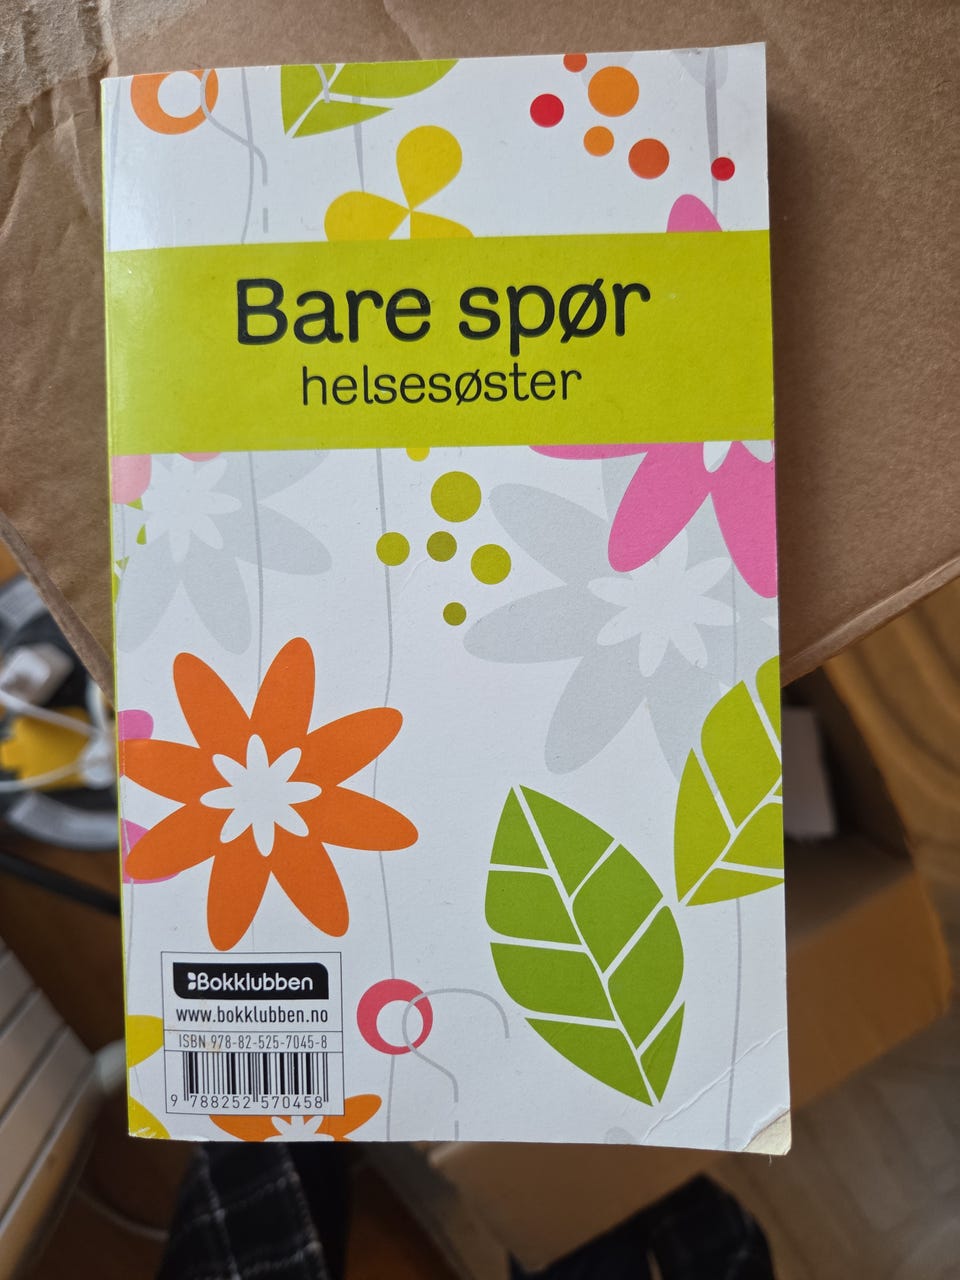 Bare spør
helsesøster
Bokklubben
www.bokklubben.no
ISBN 978-82-525-7045-8
9 788252 570458